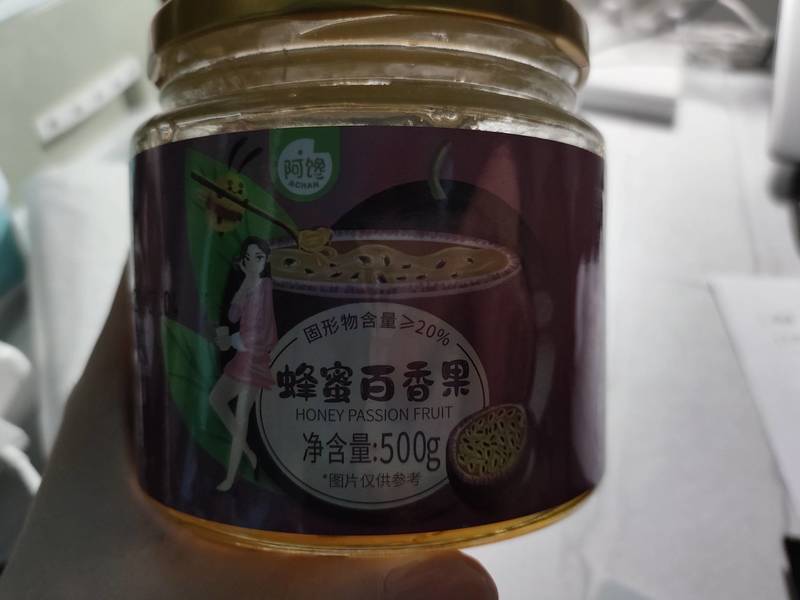 阿馋
ACHAN
固形物含量≥20%
蜂蜜百香果
HONEY PASSION FRUIT
净含量:500g
*图片仅供参考